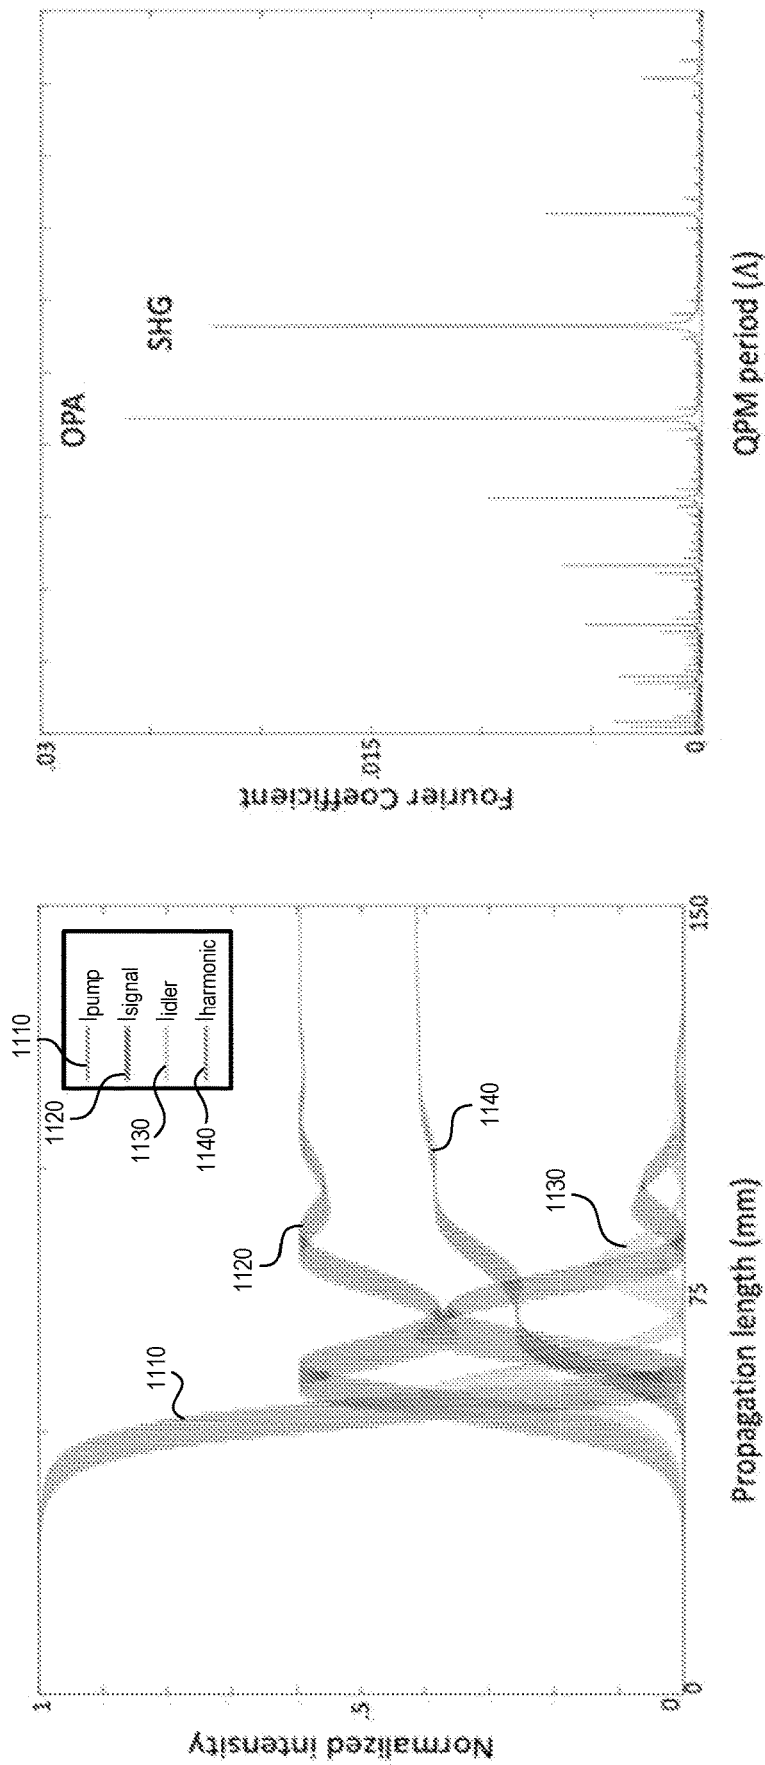 Normalized intensity
1
.5
0
0
75
150
Propagation length (mm)
1110
1120
1130
1140
Ipump
Isignal
Iidler
Iharmonic
1110
1120
1130
1140
Fourier Coefficient
.03
.015
0
OPA
SHG
QPM period (Λ)